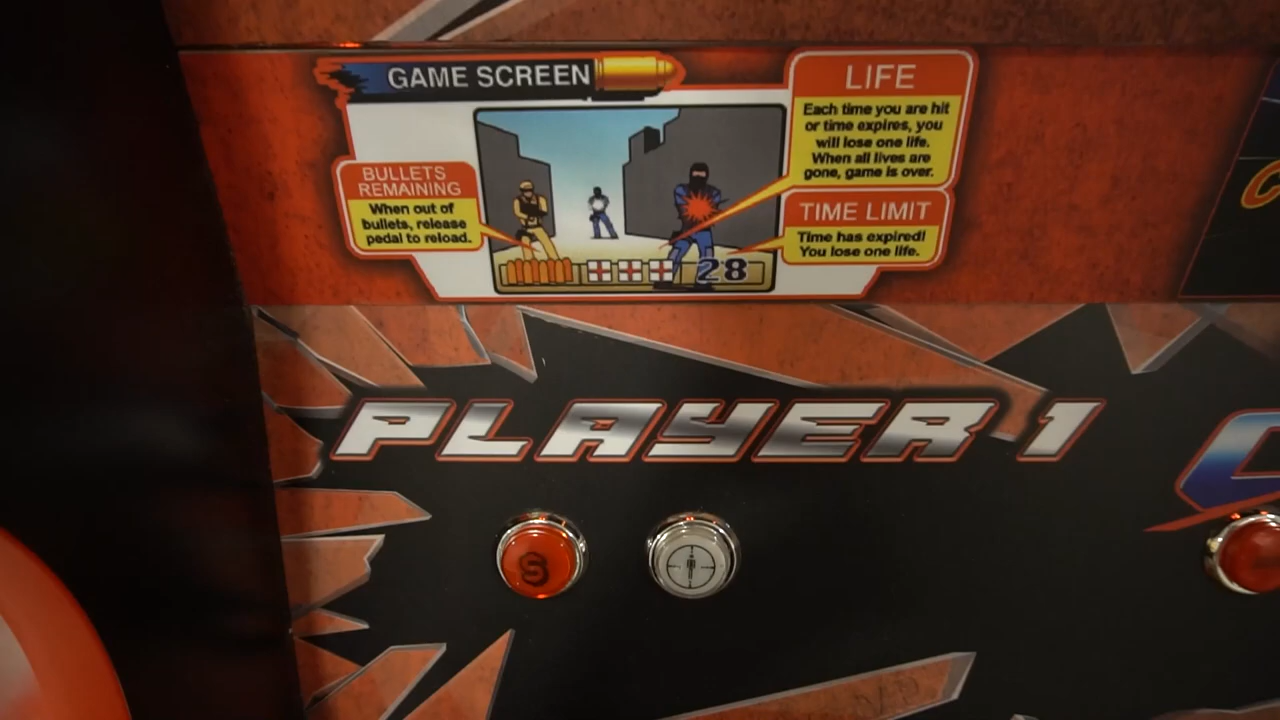 GAME SCREEN
LIFE
Each time you are hit
or time expires, you
will lose one life.
When all lives are
gone, game is over.
BULLETS
REMAINING
When out of
bullets, release
pedal to reload.
TIME LIMIT
Time has expired!
You lose one life.
28
PLAYER 1
S